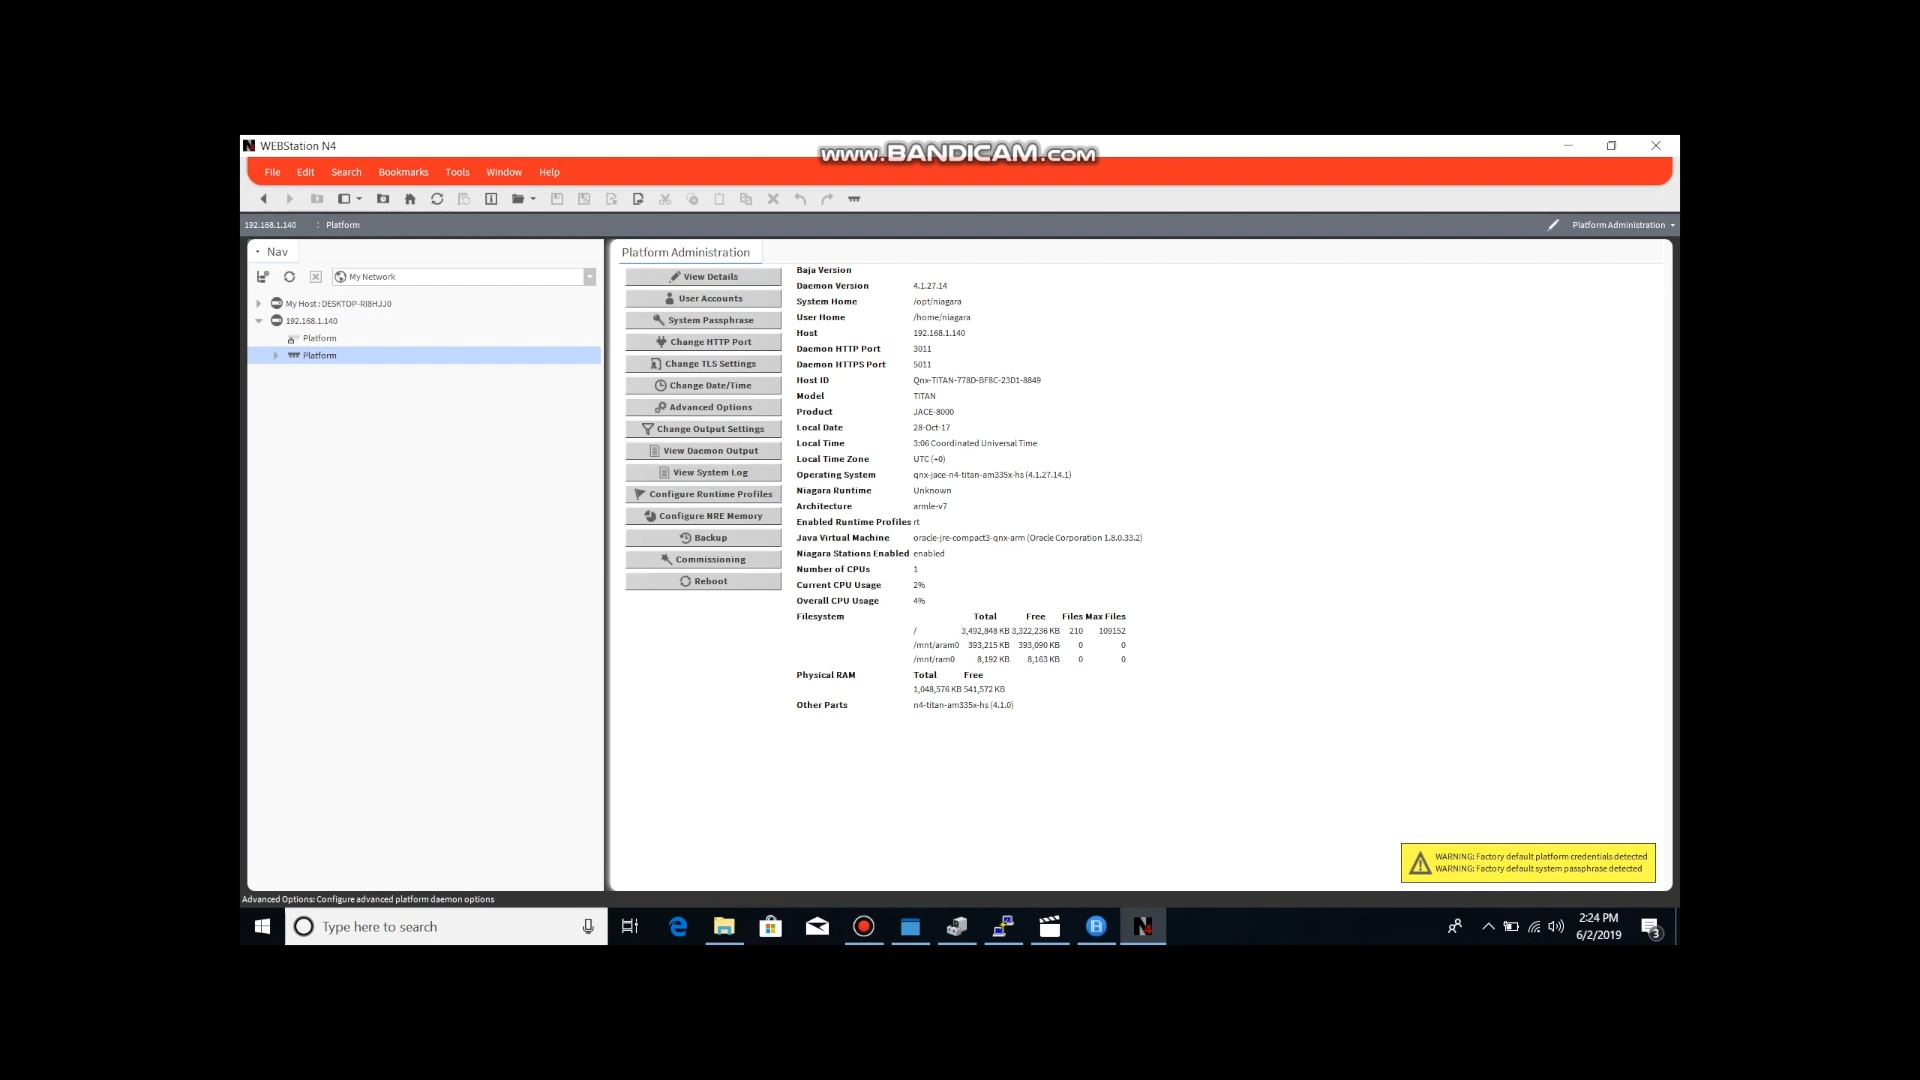 WEBStation N4
www.BANDICAM.com
File Edit Search Bookmarks Tools Window Help
192.168.1.140 : Platform
Platform Administration
Nav
My Network
My Host : DESKTOP-RI8HJJ0
192.168.1.140
Platform
Platform
Platform Administration
View Details
User Accounts
System Passphrase
Change HTTP Port
Change TLS Settings
Change Date/Time
Advanced Options
Change Output Settings
View Daemon Output
View System Log
Configure Runtime Profiles
Configure NRE Memory
Backup
Commissioning
Reboot
Baja Version
Daemon Version 4.1.27.14
System Home /opt/niagara
User Home /home/niagara
Host 192.168.1.140
Daemon HTTP Port 3011
Daemon HTTPS Port 5011
Host ID Qnx-TITAN-778D-BF8C-23D1-8849
Model TITAN
Product JACE-8000
Local Date 28-Oct-17
Local Time 3:06 Coordinated Universal Time
Local Time Zone UTC (+0)
Operating System qnx-jace-n4-titan-am335x-hs (4.1.27.14.1)
Niagara Runtime Unknown
Architecture armle-v7
Enabled Runtime Profiles rt
Java Virtual Machine oracle-jre-compact3-qnx-arm (Oracle Corporation 1.8.0.33.2)
Niagara Stations Enabled enabled
Number of CPUs 1
Current CPU Usage 2%
Overall CPU Usage 4%
Filesystem Total Free Files Max Files
/ 3,492,848 KB 3,322,236 KB 210 109152
/mnt/aram0 393,215 KB 393,090 KB 0 0
/mnt/ram0 8,192 KB 8,163 KB 0 0
Physical RAM Total Free
1,048,576 KB 541,572 KB
Other Parts n4-titan-am335x-hs (4.1.0)
WARNING: Factory default platform credentials detected
WARNING: Factory default system passphrase detected
Advanced Options: Configure advanced platform daemon options
Type here to search
2:24 PM
6/2/2019
3